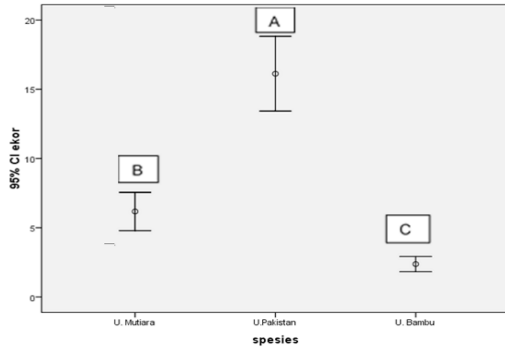 20
15
10
5
0
95% CI ekor
A
B
C
U. Mutiara
U.Pakistan
U. Bambu
spesies